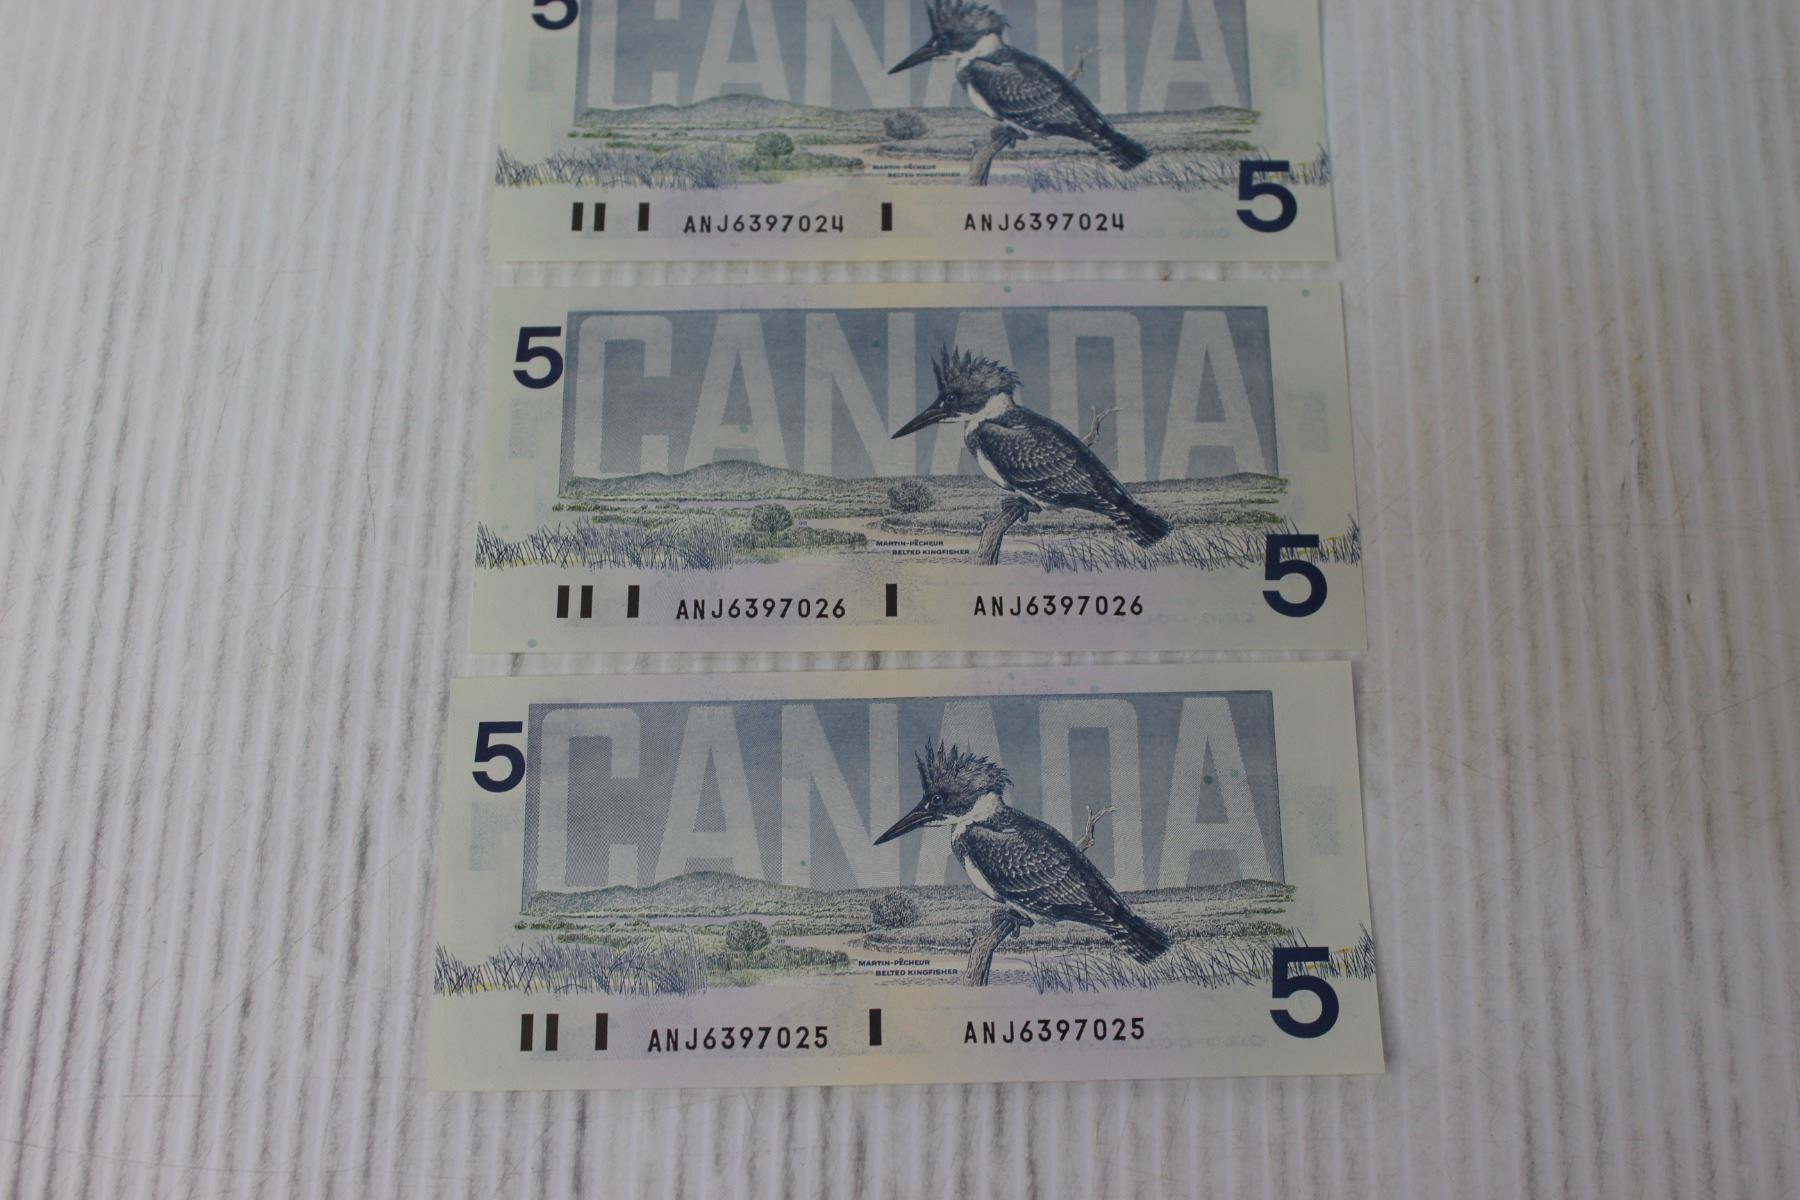 5
CANADA
MARTIN-PÊCHEUR
BELTED KINGFISHER
5
ANJ6397024 ANJ6397024
5
CANADA
MARTIN-PÊCHEUR
BELTED KINGFISHER
5
ANJ6397026 ANJ6397026
5
CANADA
MARTIN-PÊCHEUR
BELTED KINGFISHER
5
ANJ6397025 ANJ6397025